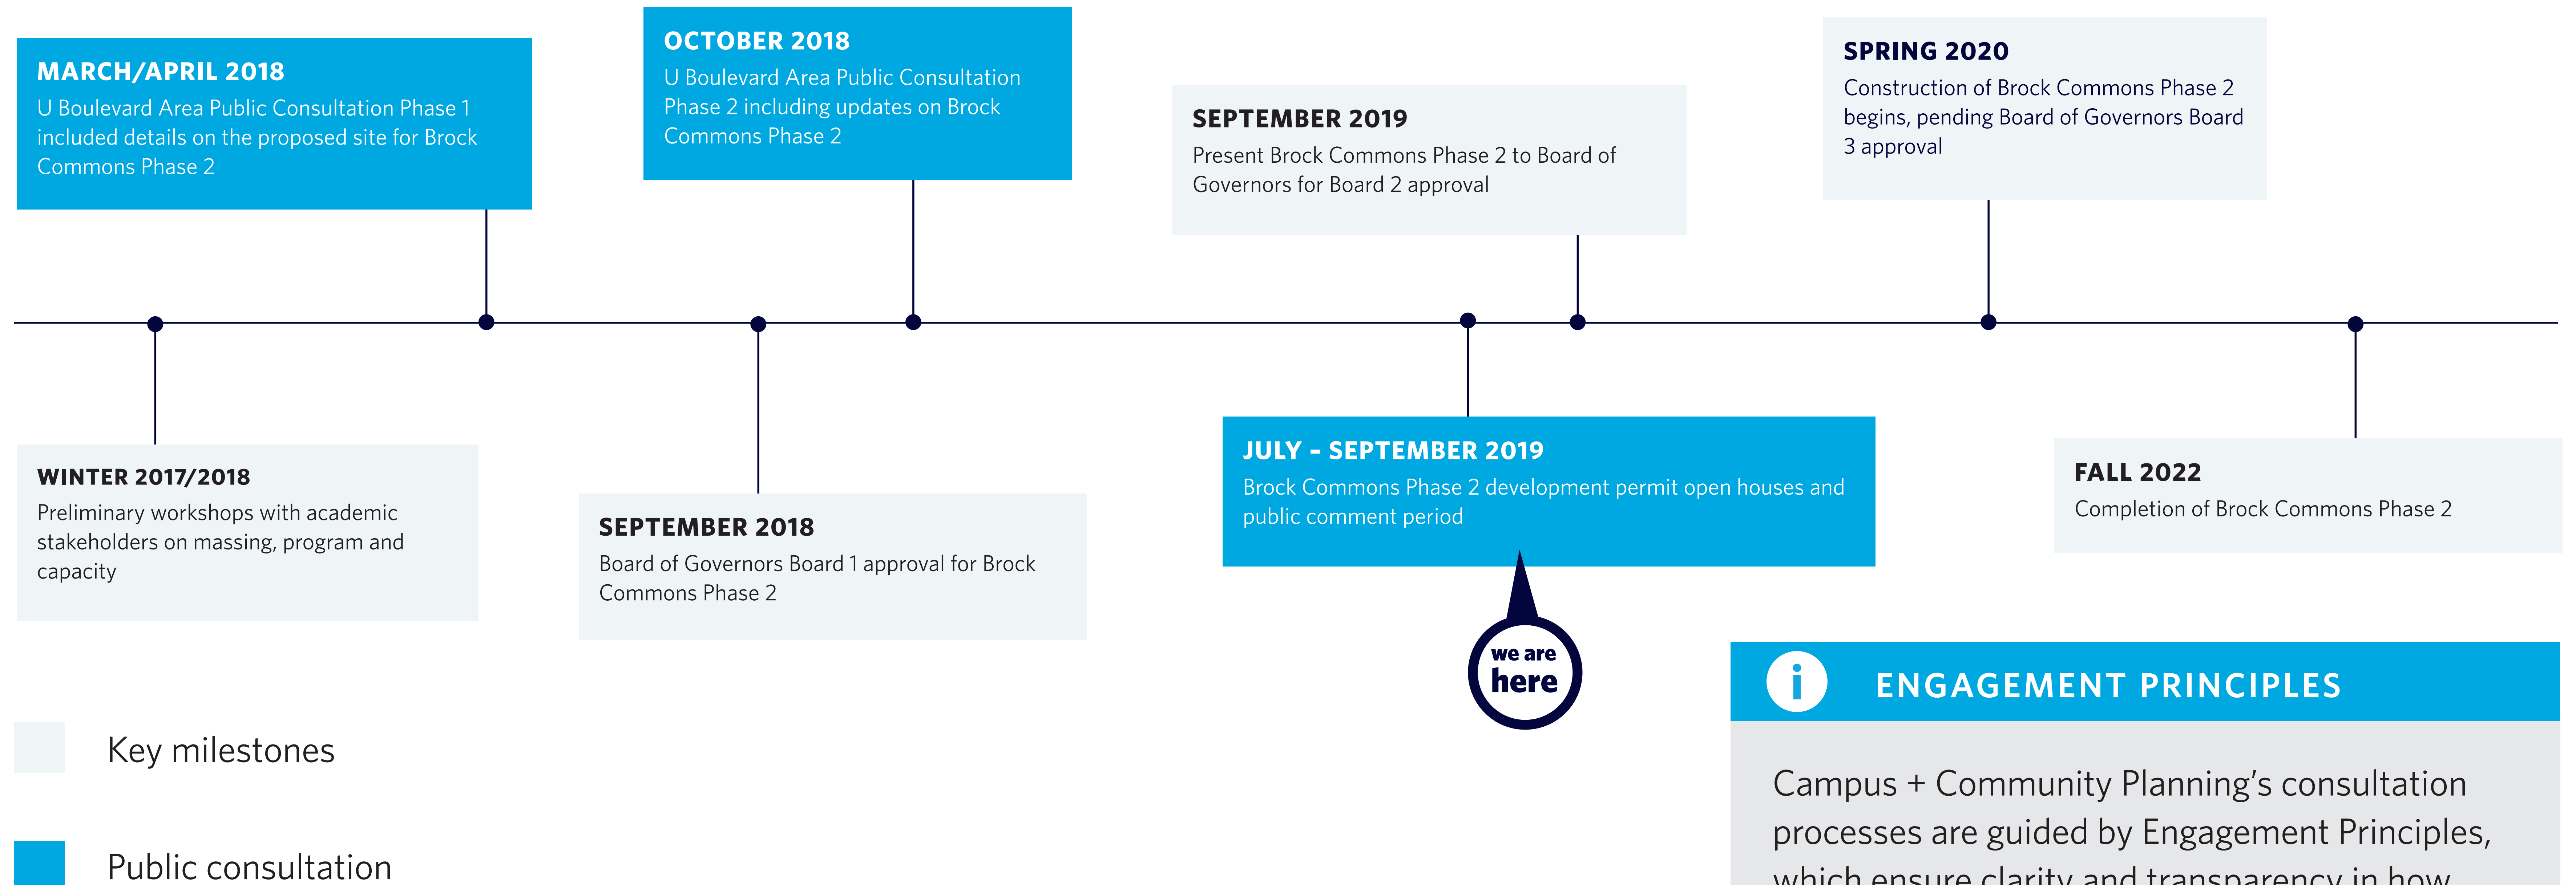 MARCH/APRIL 2018
U Boulevard Area Public Consultation Phase 1
included details on the proposed site for Brock
Commons Phase 2
OCTOBER 2018
U Boulevard Area Public Consultation
Phase 2 including updates on Brock
Commons Phase 2
SEPTEMBER 2019
Present Brock Commons Phase 2 to Board of
Governors for Board 2 approval
SPRING 2020
Construction of Brock Commons Phase 2
begins, pending Board of Governors Board
3 approval
WINTER 2017/2018
Preliminary workshops with academic
stakeholders on massing, program and
capacity
SEPTEMBER 2018
Board of Governors Board 1 approval for Brock
Commons Phase 2
JULY – SEPTEMBER 2019
Brock Commons Phase 2 development permit open houses and
public comment period
we are
here
FALL 2022
Completion of Brock Commons Phase 2
Key milestones
Public consultation
i ENGAGEMENT PRINCIPLES
Campus + Community Planning’s consultation
processes are guided by Engagement Principles,
which ensure clarity and transparency in how